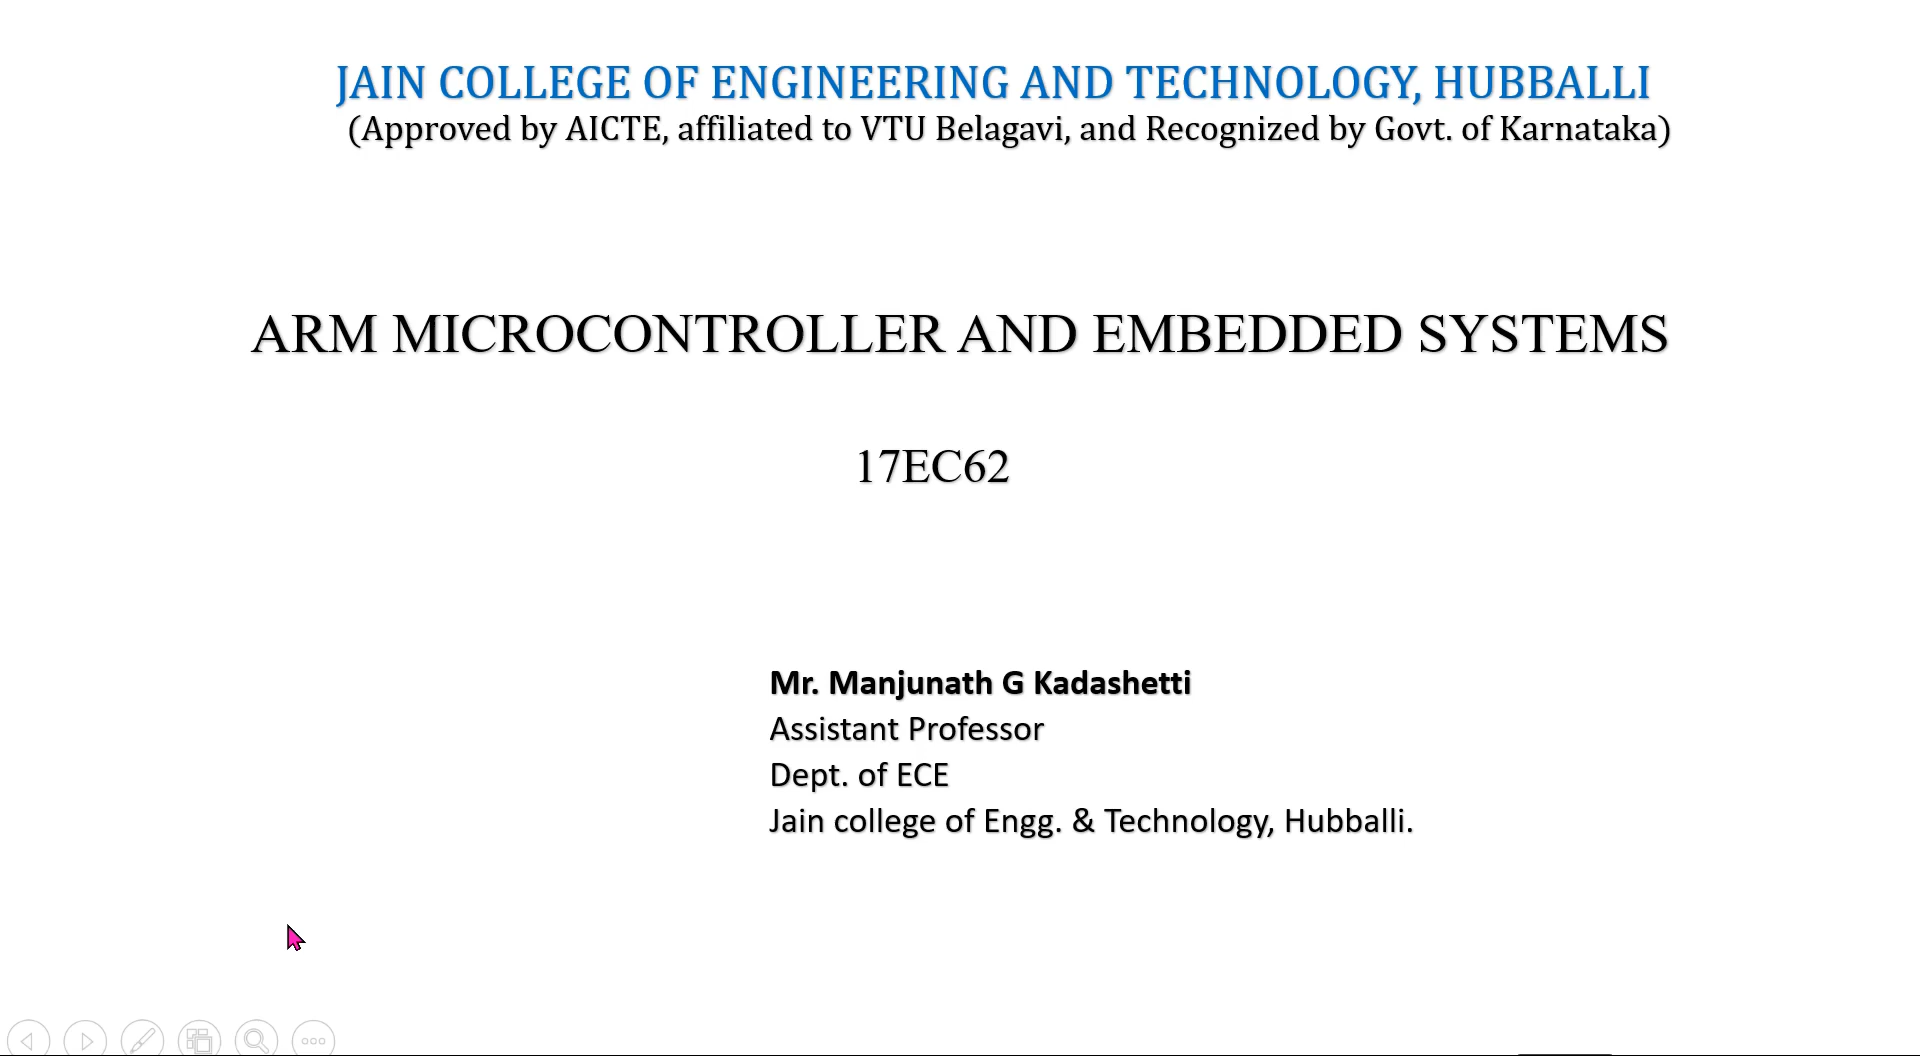 JAIN COLLEGE OF ENGINEERING AND TECHNOLOGY, HUBBALLI
(Approved by AICTE, affiliated to VTU Belagavi, and Recognized by Govt. of Karnataka)
ARM MICROCONTROLLER AND EMBEDDED SYSTEMS
17EC62
Mr. Manjunath G Kadashetti
Assistant Professor
Dept. of ECE
Jain college of Engg. & Technology, Hubballi.